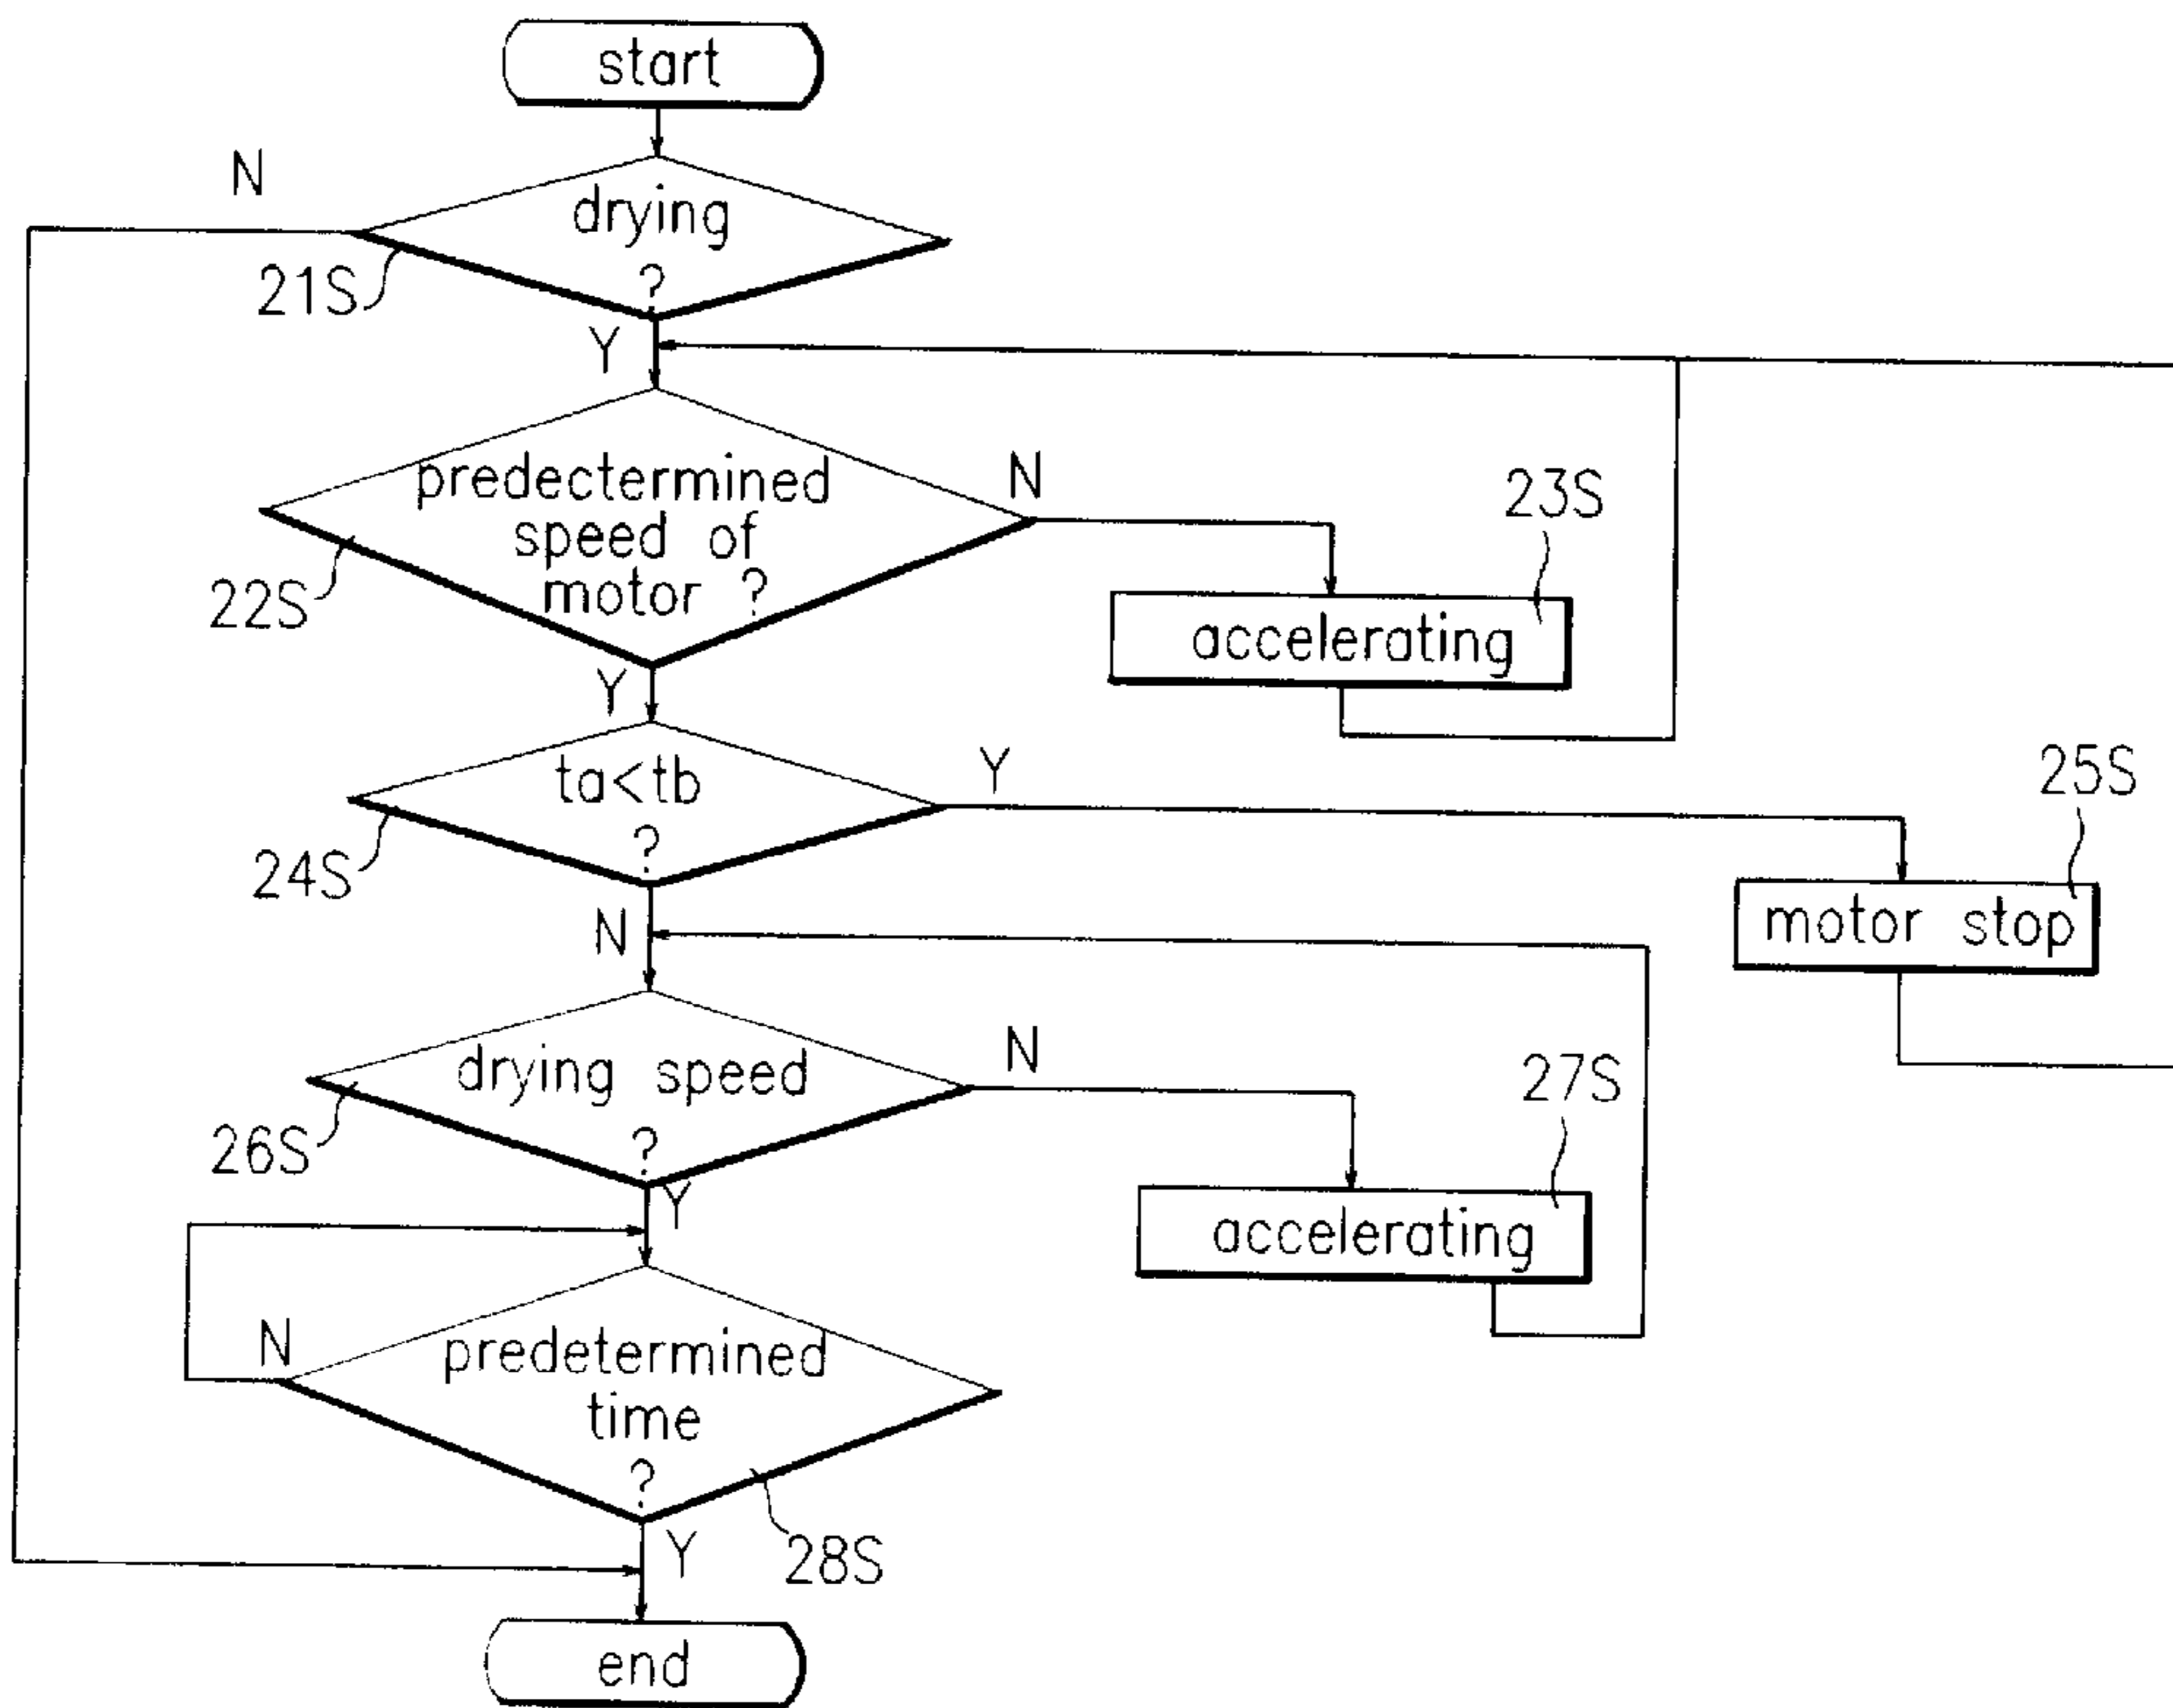 start
N
drying
?
21S
Y
predectermined
speed of
motor ?
N
22S
23S
accelerating
Y
ta<tb
?
Y
24S
25S
motor stop
N
drying speed
?
N
26S
27S
accelerating
Y
N
predetermined
time
?
Y
28S
end